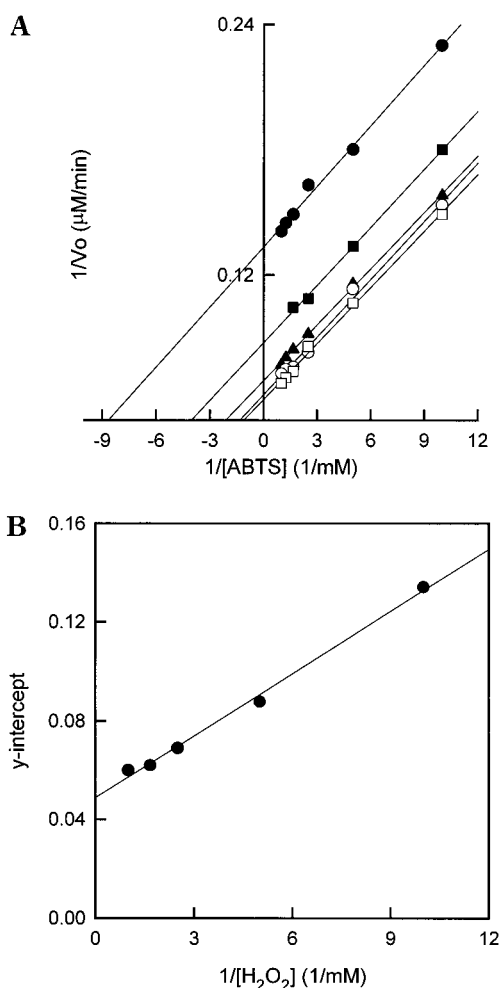 A
0.24
1/Vo (μM/min)
0.12
-9 -6 -3 0 3 6 9 12
1/[ABTS] (1/mM)
B
0.16
0.12
y-intercept
0.08
0.04
0.00
0 3 6 9 12
1/[H₂O₂] (1/mM)